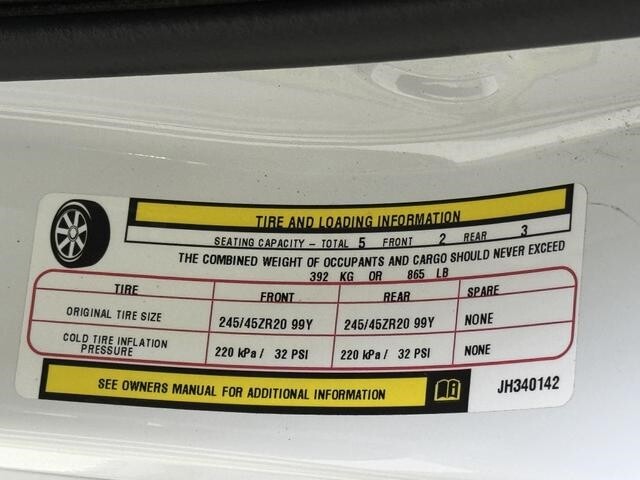 TIRE AND LOADING INFORMATION
SEATING CAPACITY - TOTAL 5 FRONT 2 REAR 3
THE COMBINED WEIGHT OF OCCUPANTS AND CARGO SHOULD NEVER EXCEED
392 KG OR 865 LB
TIRE FRONT REAR SPARE
ORIGINAL TIRE SIZE 245/45ZR20 99Y 245/45ZR20 99Y NONE
COLD TIRE INFLATION
PRESSURE 220 kPa / 32 PSI 220 kPa / 32 PSI NONE
SEE OWNERS MANUAL FOR ADDITIONAL INFORMATION JH340142